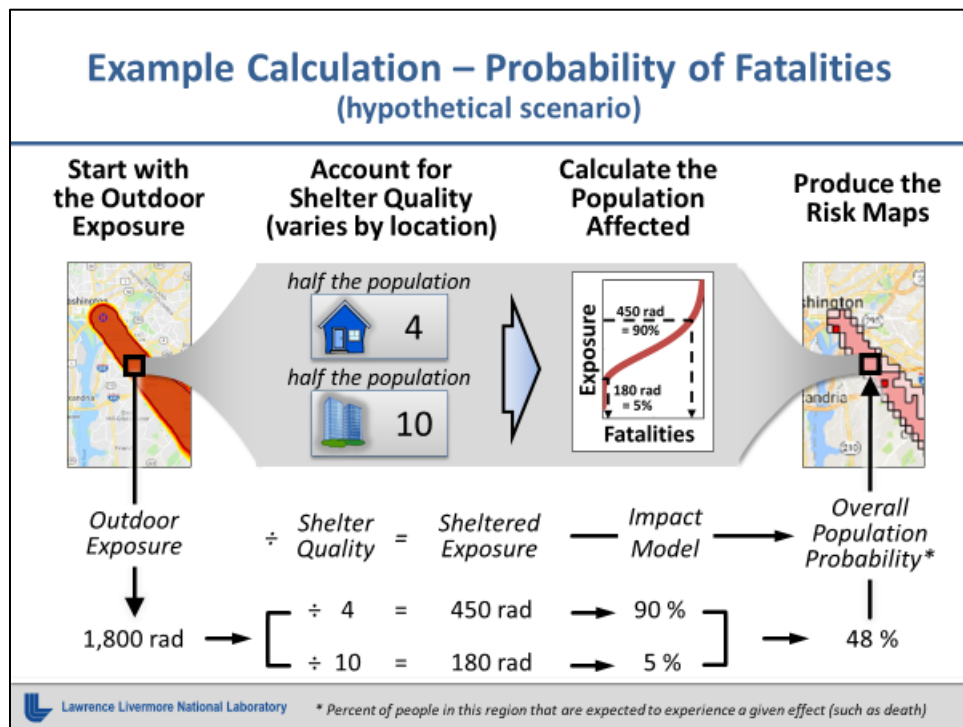 Example Calculation – Probability of Fatalities
(hypothetical scenario)
Start with
the Outdoor
Exposure
Account for
Shelter Quality
(varies by location)
Calculate the
Population
Affected
Produce the
Risk Maps
half the population
4
half the population
10
Exposure
450 rad
= 90%
180 rad
= 5%
Fatalities
Outdoor
Exposure
÷ Shelter
Quality
= Sheltered
Exposure
Impact
Model
Overall
Population
Probability*
1,800 rad
÷ 4 = 450 rad
90 %
÷ 10 = 180 rad
5 %
48 %
Lawrence Livermore National Laboratory
* Percent of people in this region that are expected to experience a given effect (such as death)